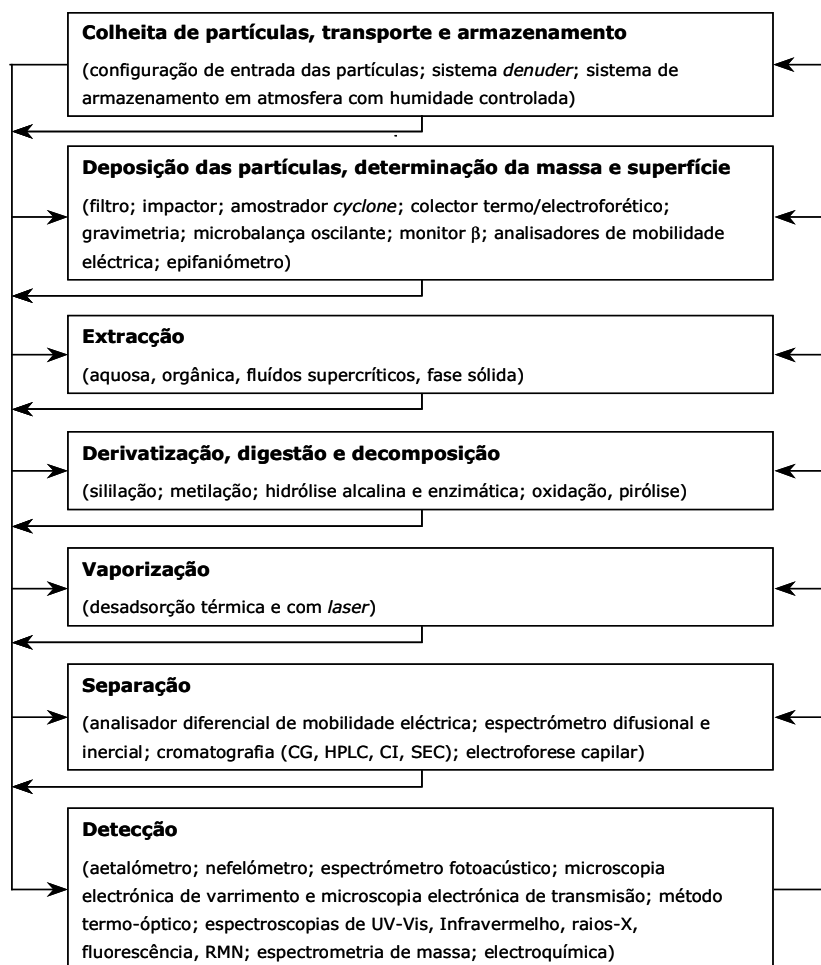 Colheita de partículas, transporte e armazenamento
(configuração de entrada das partículas; sistema denuder; sistema de
armazenamento em atmosfera com humidade controlada)
Deposição das partículas, determinação da massa e superfície
(filtro; impactor; amostrador cyclone; colector termo/electroforético;
gravimetria; microbalança oscilante; monitor β; analisadores de mobilidade
eléctrica; epifaniómetro)
Extracção
(aquosa, orgânica, fluídos supercríticos, fase sólida)
Derivatização, digestão e decomposição
(sililação; metilação; hidrólise alcalina e enzimática; oxidação, pirólise)
Vaporização
(desadsorção térmica e com laser)
Separação
(analisador diferencial de mobilidade eléctrica; espectrómetro difusional e
inercial; cromatografia (CG, HPLC, CI, SEC); electroforese capilar)
Detecção
(aetalómetro; nefelómetro; espectrómetro fotoacústico; microscopia
electrónica de varrimento e microscopia electrónica de transmisão; método
termo-óptico; espectroscopias de UV-Vis, Infravermelho, raios-X,
fluorescência, RMN; espectrometria de massa; electroquímica)